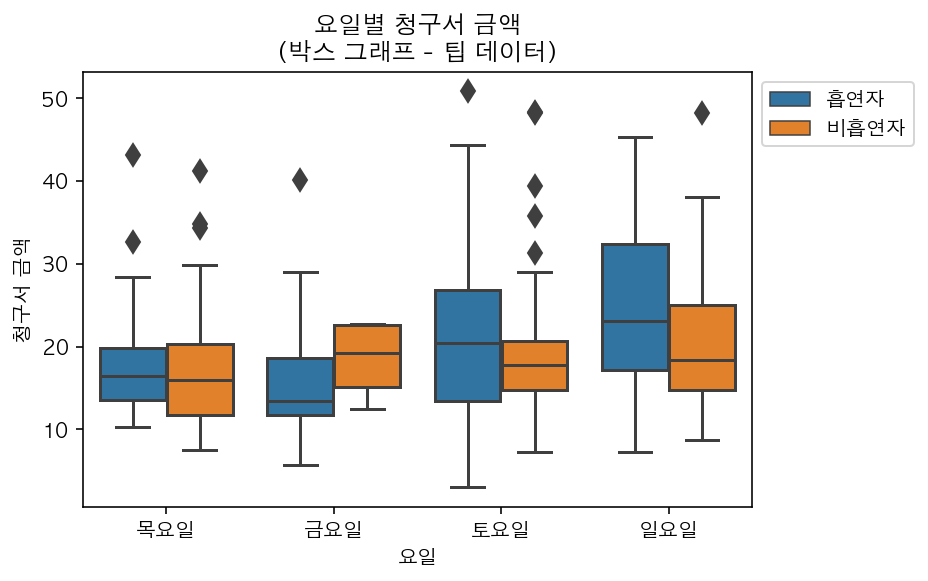 요일별 청구서 금액
(박스 그래프 - 팁 데이터)
흡연자
비흡연자
청구서 금액
50
40
30
20
10
목요일 금요일 토요일 일요일
요일